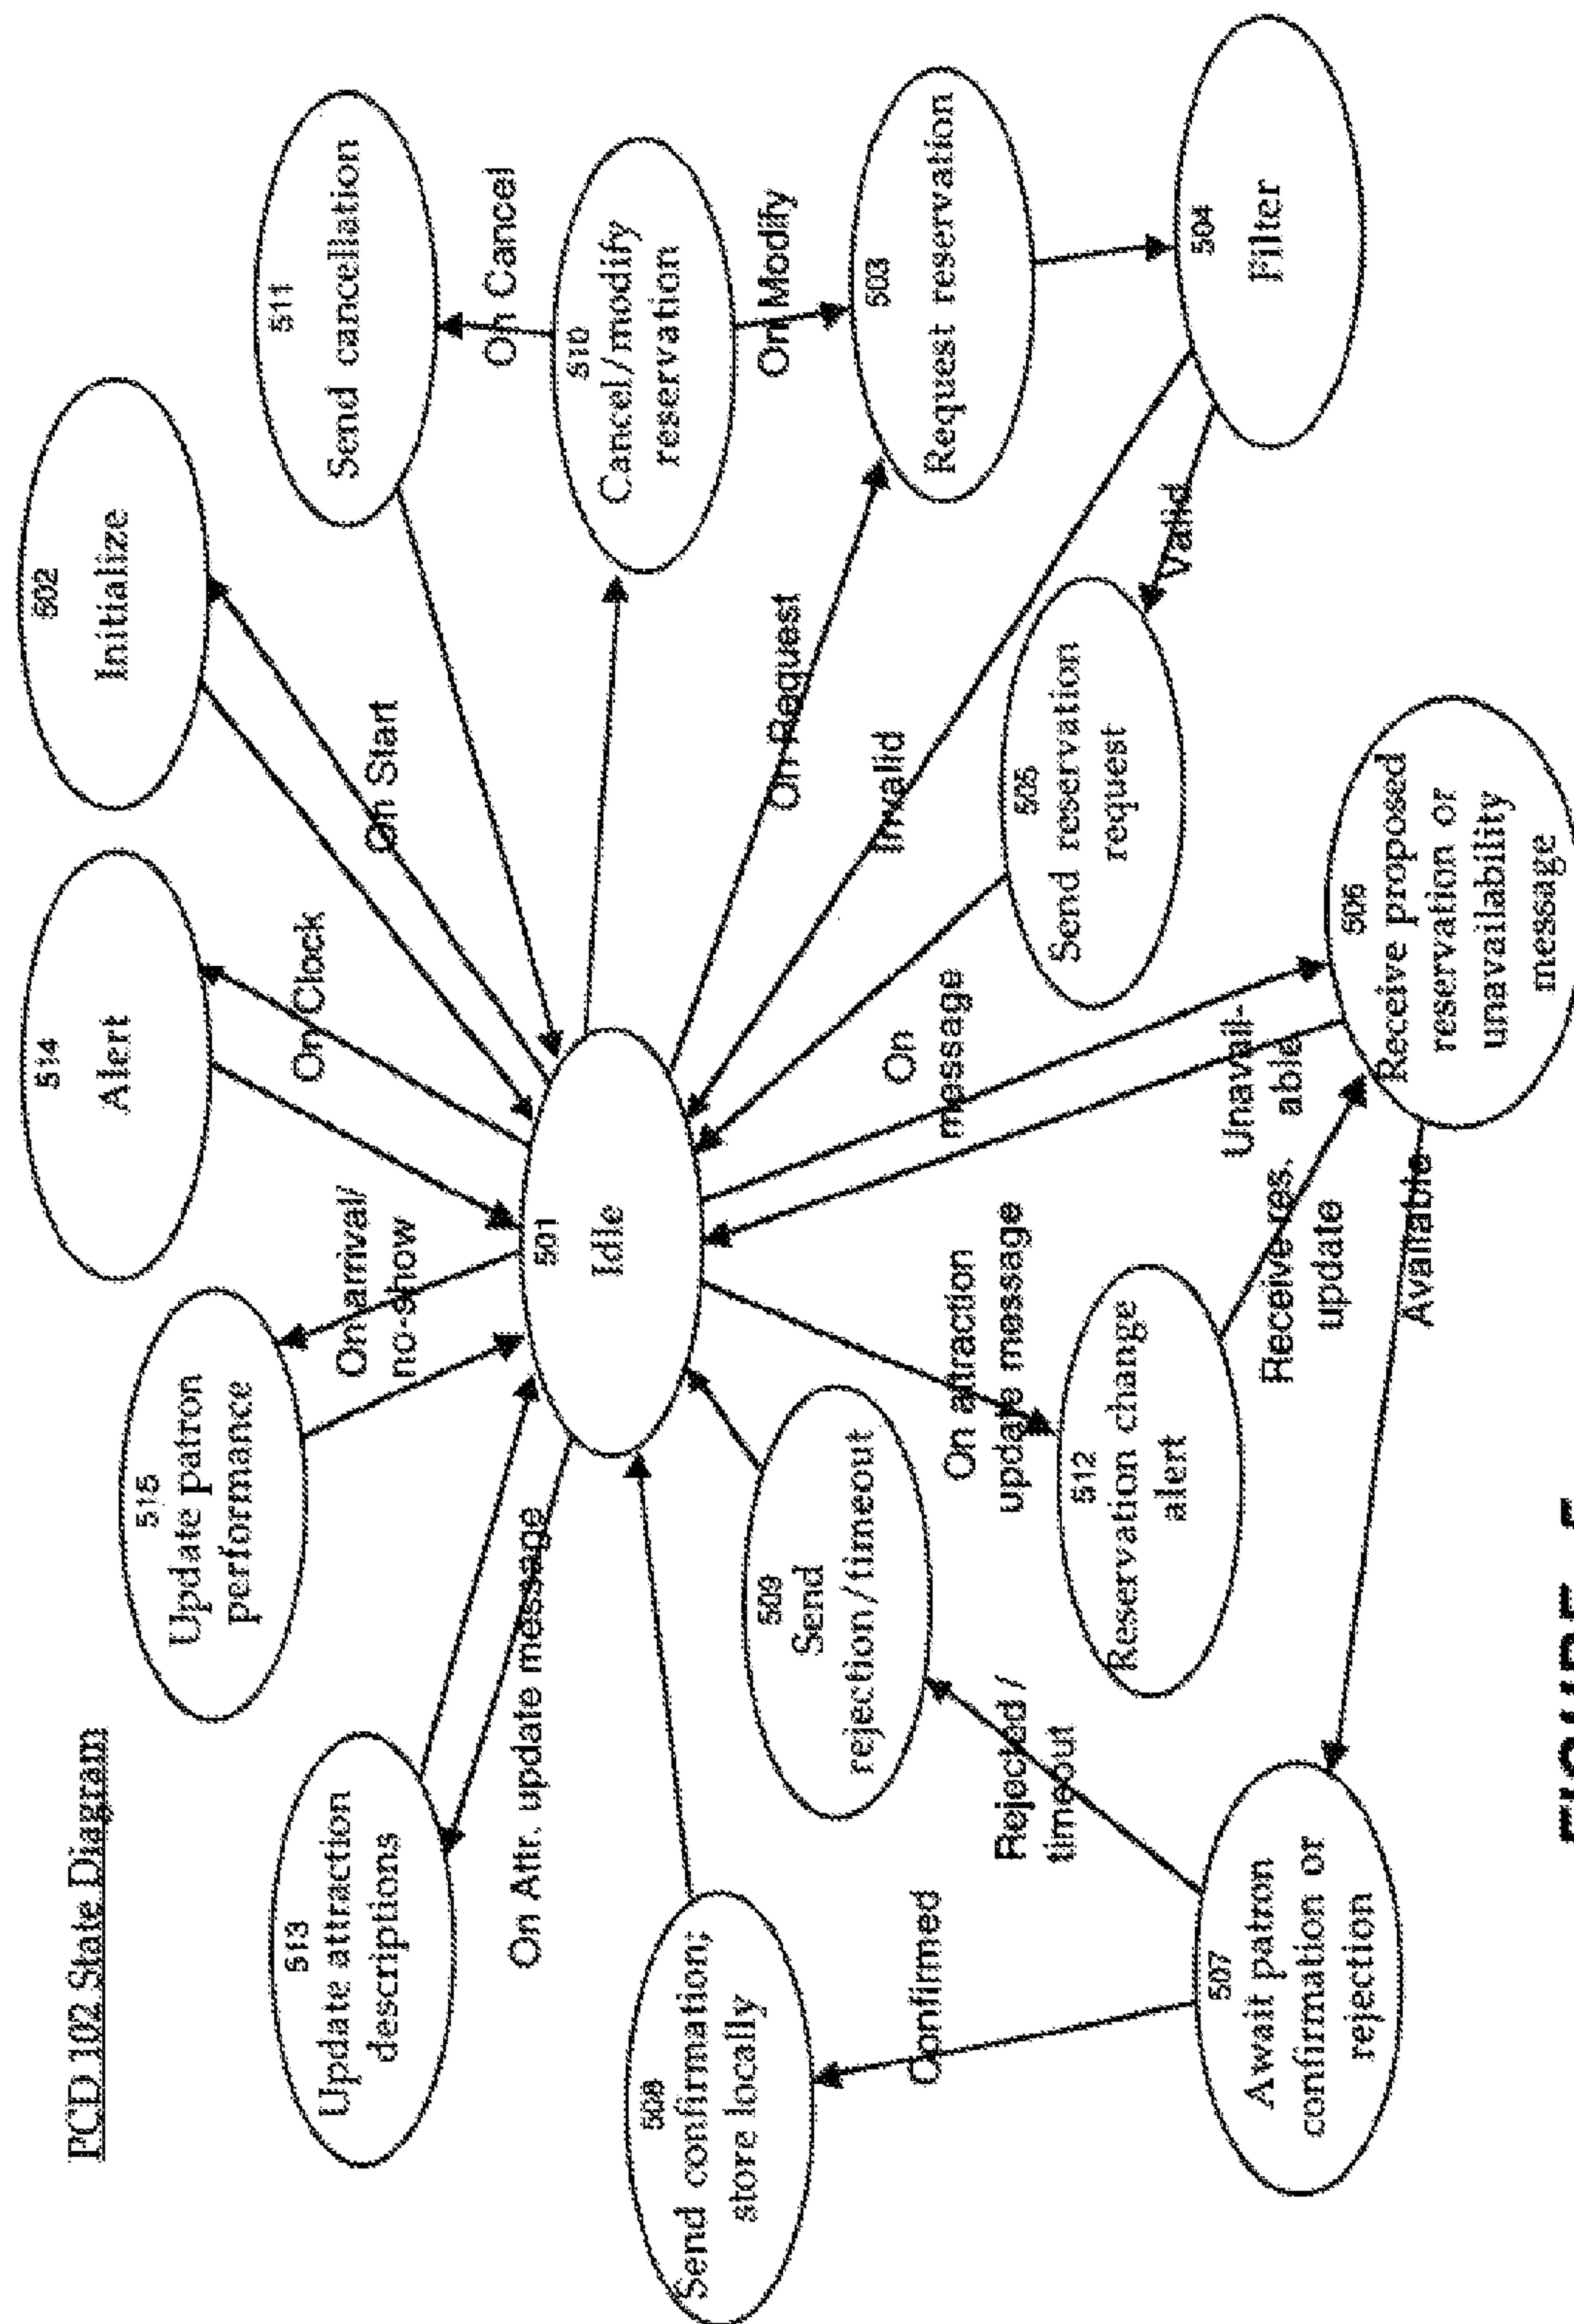 PCD 102 State Diagram
513
Update attraction
descriptions
515
Update patron
performance
514
Alert
502
Initialize
511
Send cancellation
On Attr. update message
On arrival/
no-show
On Clock
On Start
On Cancel
508
Send confirmation;
store locally
501
Idle
510
Cancel/modify
reservation
On Modify
509
Send
rejection/timeout
On attraction
update message
On
message
Invalid
On Request
503
Request reservation
Confirmed
Rejected /
timeout
512
Reservation change
alert
505
Send reservation
request
Valid
504
Filter
507
Await patron
confirmation or
rejection
Receive res.
update
Unavail-
able
Available
506
Receive proposed
reservation or
unavailability
message